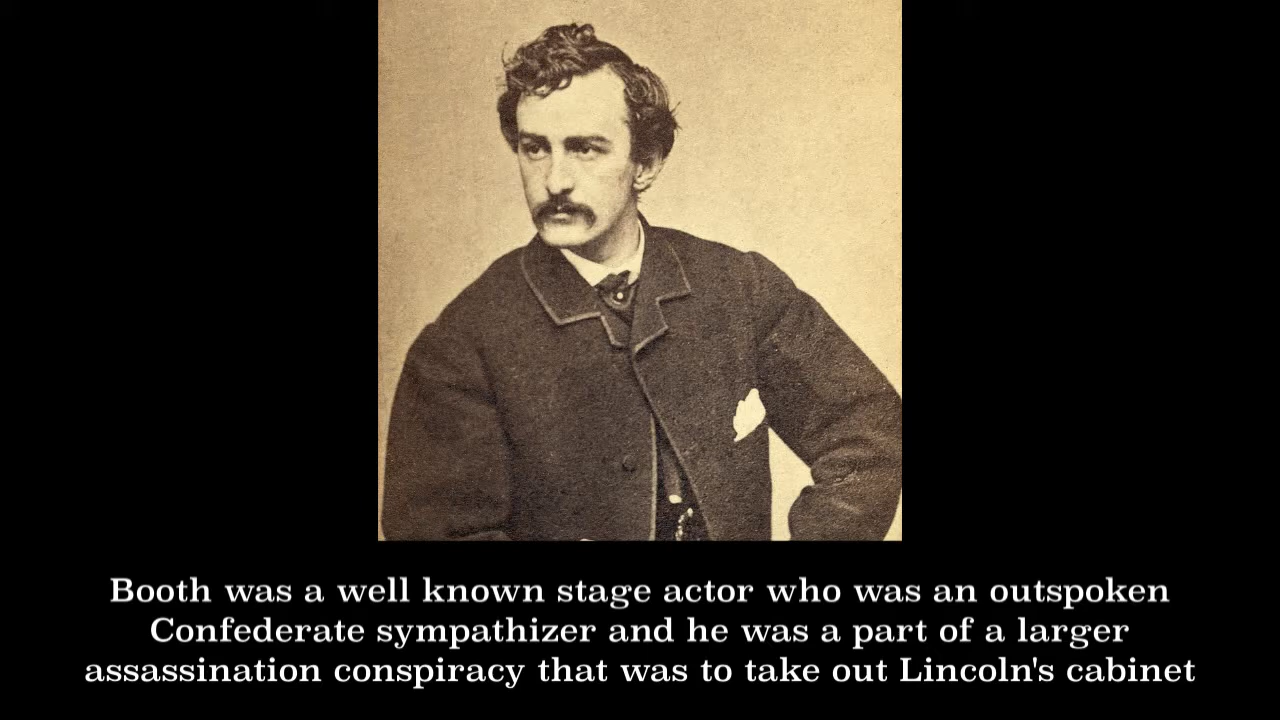 Booth was a well known stage actor who was an outspoken
Confederate sympathizer and he was a part of a larger
assassination conspiracy that was to take out Lincoln's cabinet